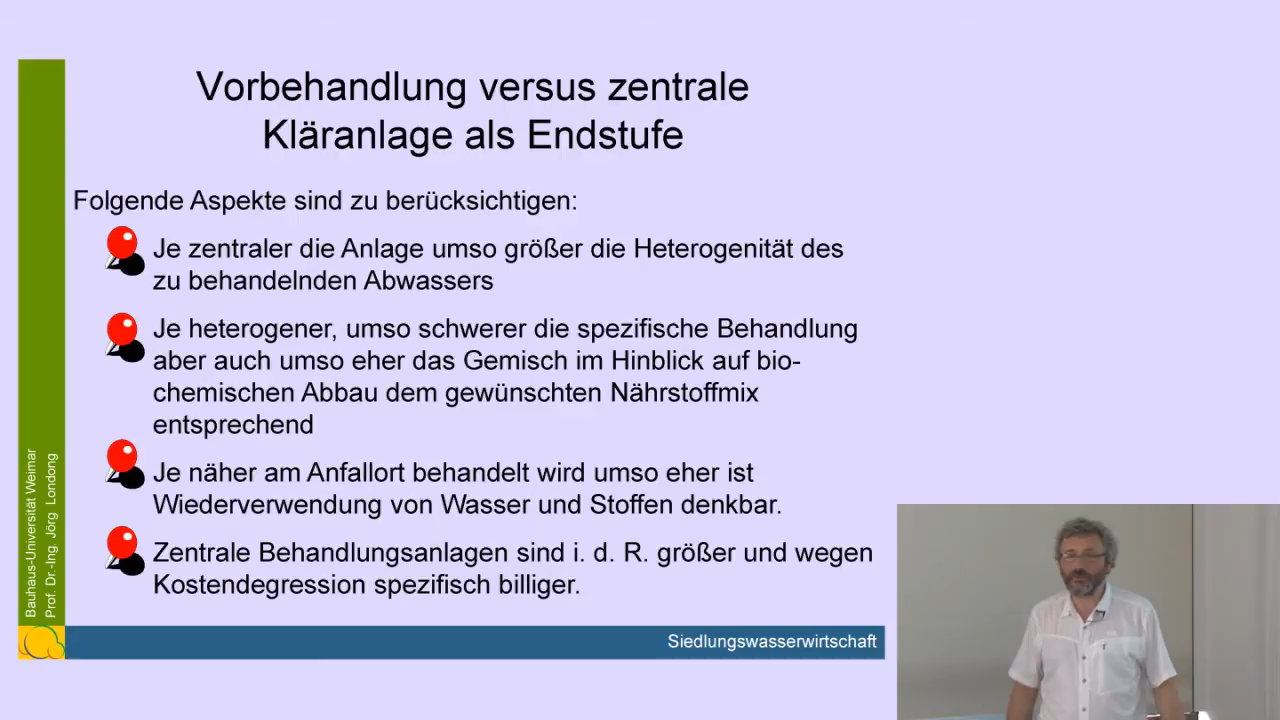 Vorbehandlung versus zentrale
Kläranlage als Endstufe
Folgende Aspekte sind zu berücksichtigen:
Je zentraler die Anlage umso größer die Heterogenität des
zu behandelnden Abwassers
Je heterogener, umso schwerer die spezifische Behandlung
aber auch umso eher das Gemisch im Hinblick auf bio-
chemischen Abbau dem gewünschten Nährstoffmix
entsprechend
Je näher am Anfallort behandelt wird umso eher ist
Wiederverwendung von Wasser und Stoffen denkbar.
Zentrale Behandlungsanlagen sind i. d. R. größer und wegen
Kostendegression spezifisch billiger.
Bauhaus-Universität Weimar
Prof. Dr.-Ing. Jörg Londong
Siedlungswasserwirtschaft